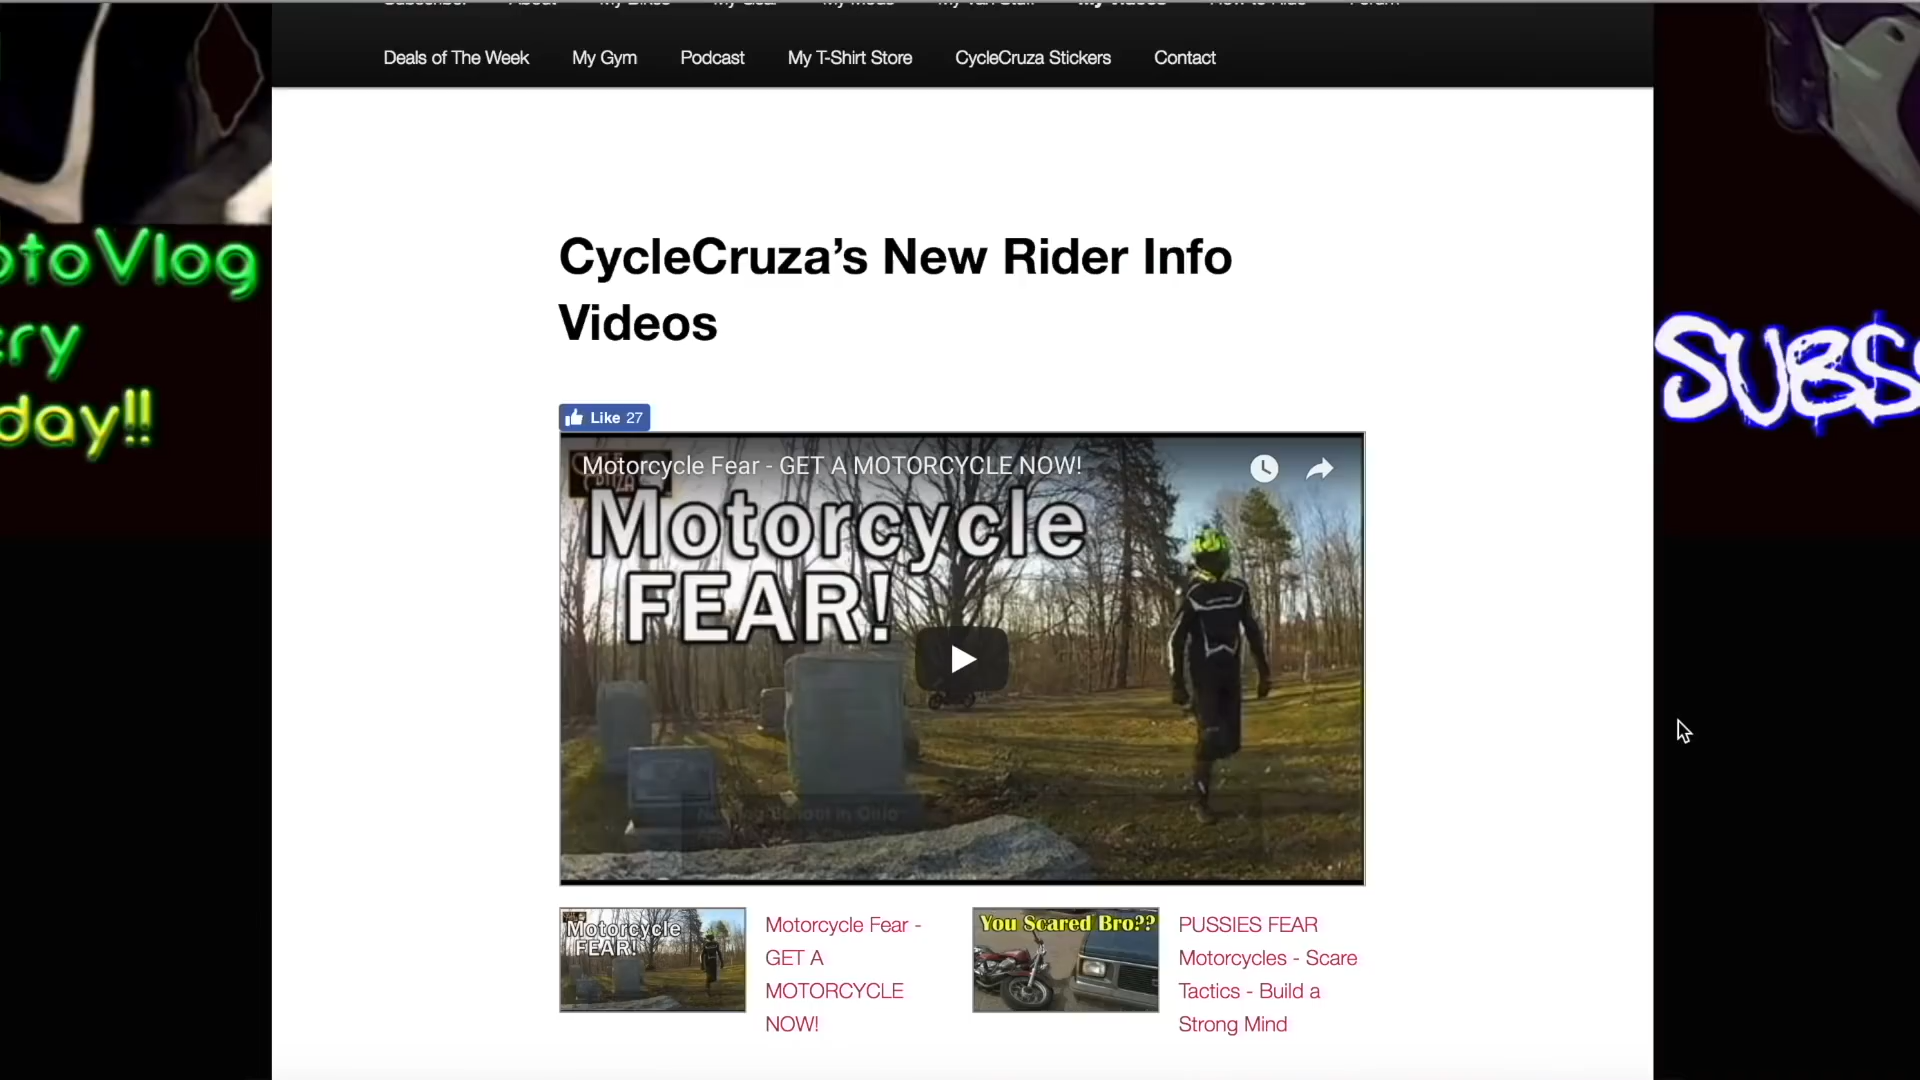 Deals of The Week My Gym Podcast My T-Shirt Store CycleCruza Stickers Contact
otoVlog
ery
day!!
SUBS
CycleCruza's New Rider Info
Videos
Like 27
Motorcycle Fear - GET A MOTORCYCLE NOW!
Motorcycle
FEAR!
Motorcycle
FEAR!
Motorcycle Fear -
GET A
MOTORCYCLE
NOW!
You Scared Bro??
PUSSIES FEAR
Motorcycles - Scare
Tactics - Build a
Strong Mind